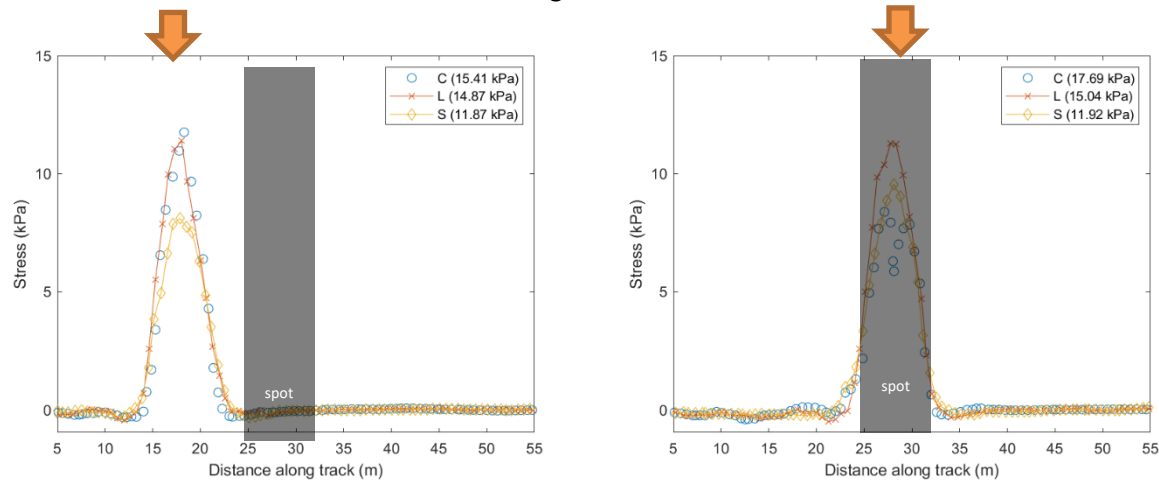 15
10
5
0
Stress (kPa)
C (15.41 kPa)
L (14.87 kPa)
S (11.87 kPa)
spot
5 10 15 20 25 30 35 40 45 50 55
Distance along track (m)
15
10
5
0
Stress (kPa)
C (17.69 kPa)
L (15.04 kPa)
S (11.92 kPa)
spot
5 10 15 20 25 30 35 40 45 50 55
Distance along track (m)